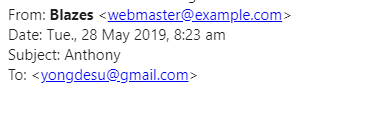 From: Blazes <webmaster@example.com>
Date: Tue., 28 May 2019, 8:23 am
Subject: Anthony
To: <yongdesu@gmail.com>